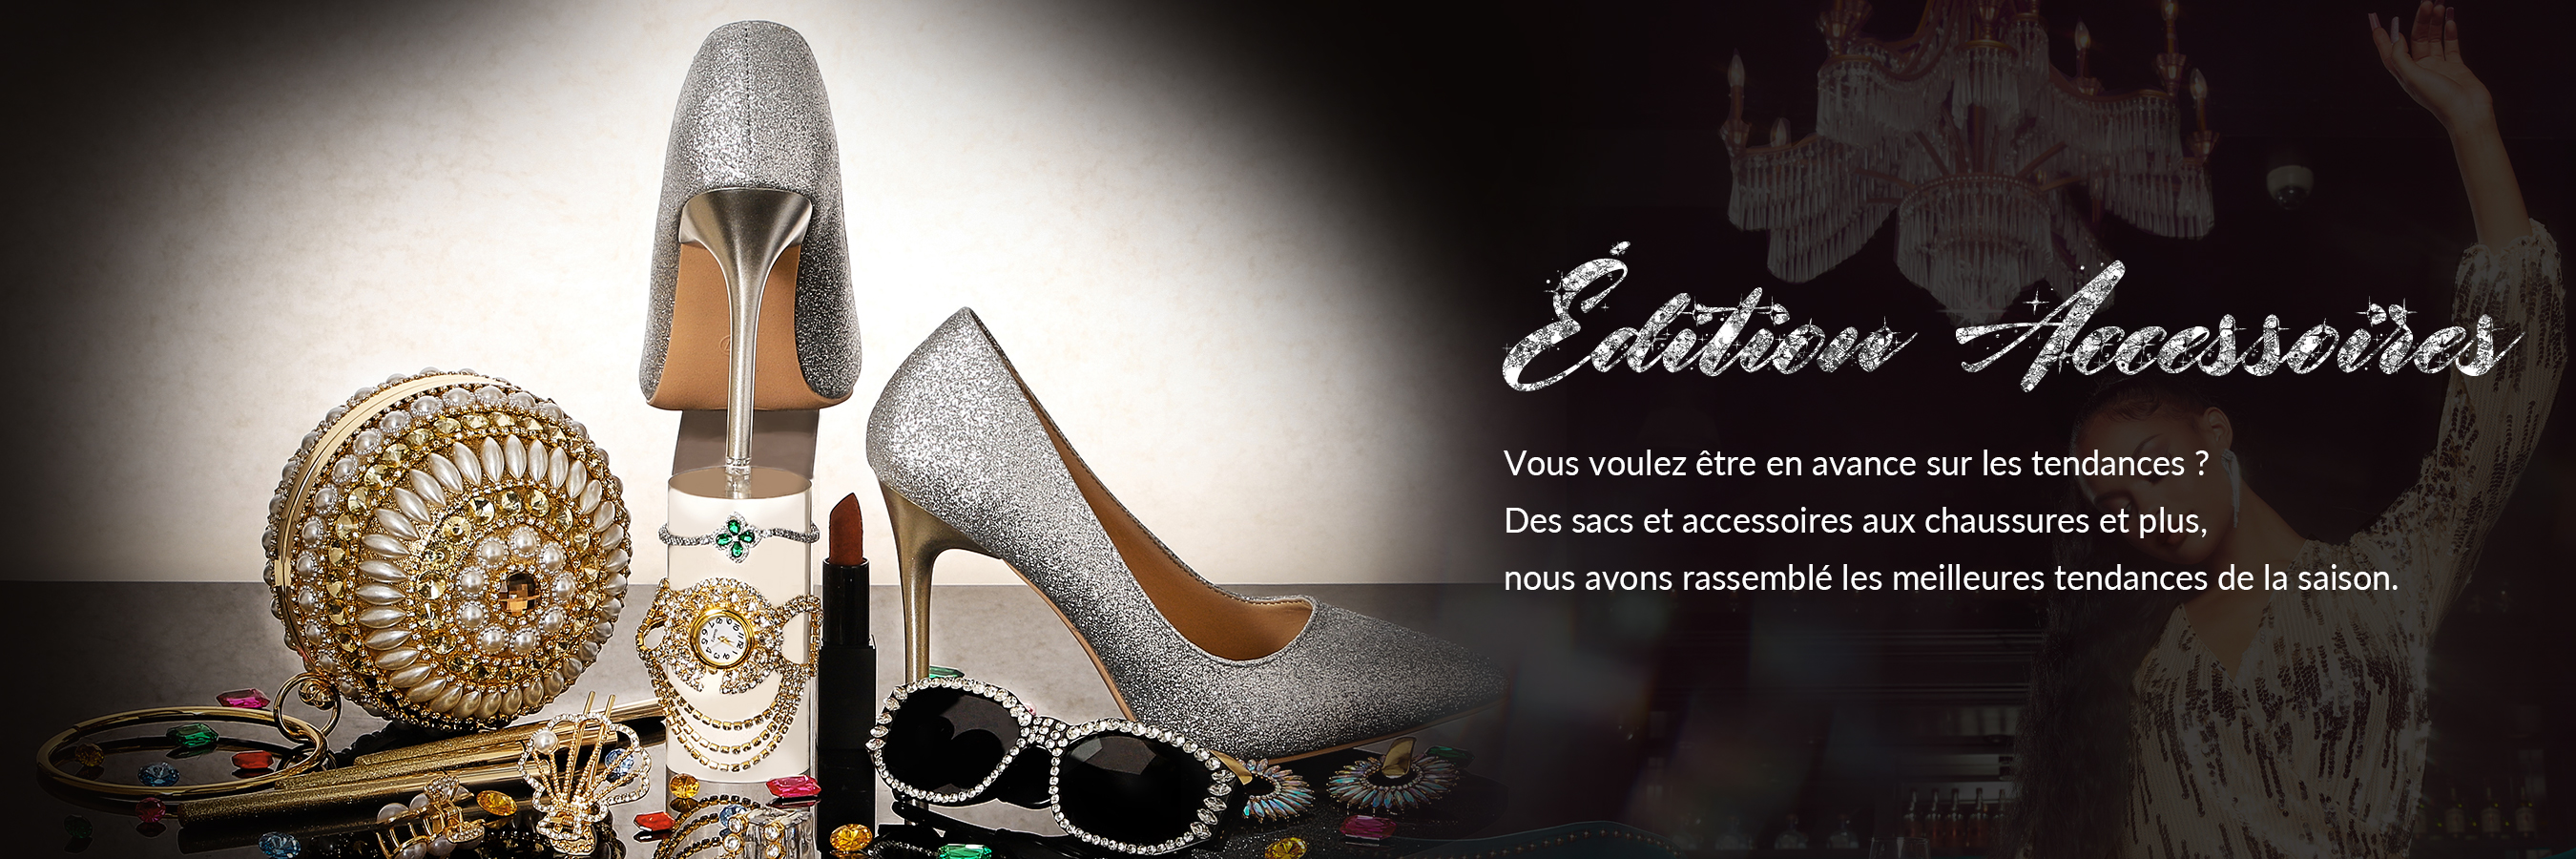 Édition Accessoires
Vous voulez être en avance sur les tendances ?
Des sacs et accessoires aux chaussures et plus,
nous avons rassemblé les meilleures tendances de la saison.